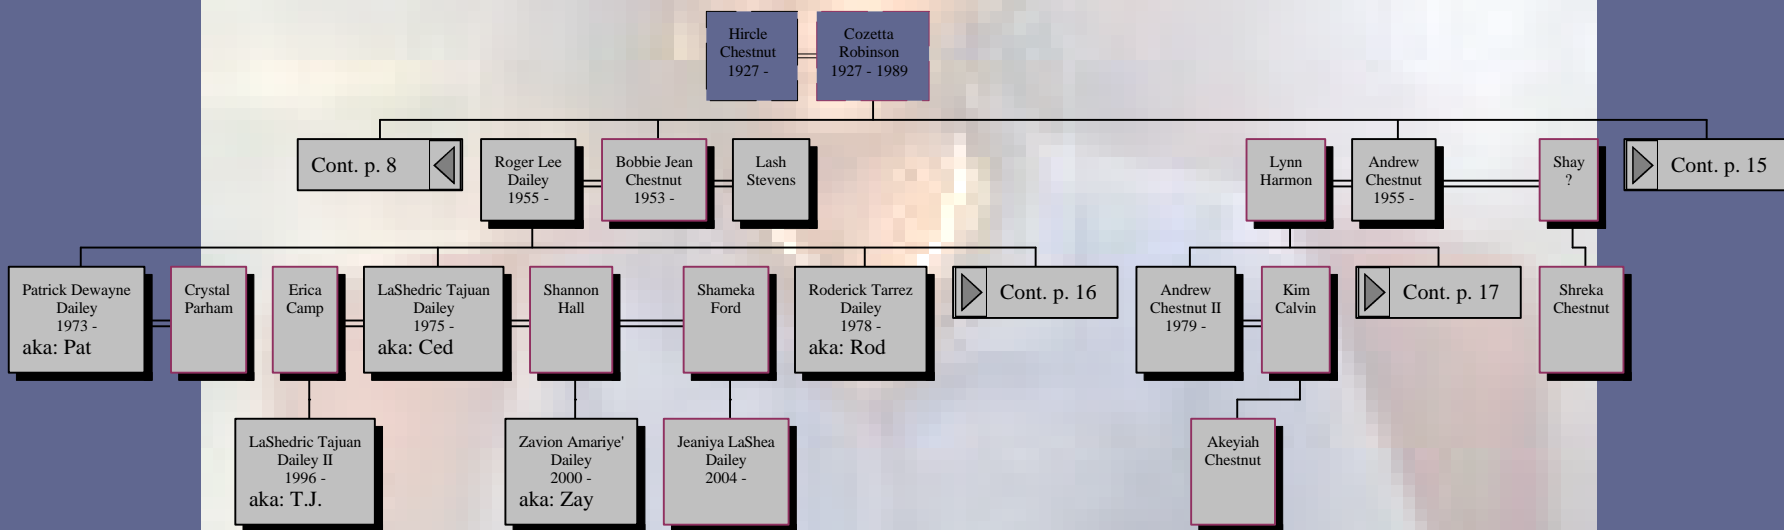 Hircle
Chestnut
1927 -
Cozetta
Robinson
1927 - 1989
Cont. p. 8
Roger Lee
Dailey
1955 -
Bobbie Jean
Chestnut
1953 -
Lash
Stevens
Lynn
Harmon
Andrew
Chestnut
1955 -
Shay
?
Cont. p. 15
Patrick Dewayne
Dailey
1973 -
aka: Pat
Crystal
Parham
Erica
Camp
LaShedric Tajuan
Dailey
1975 -
aka: Ced
Shannon
Hall
Shameka
Ford
Roderick Tarrez
Dailey
1978 -
aka: Rod
Cont. p. 16
Andrew
Chestnut II
1979 -
Kim
Calvin
Cont. p. 17
Shreka
Chestnut
LaShedric Tajuan
Dailey II
1996 -
aka: T.J.
Zavion Amariye'
Dailey
2000 -
aka: Zay
Jeaniya LaShea
Dailey
2004 -
Akeyiah
Chestnut